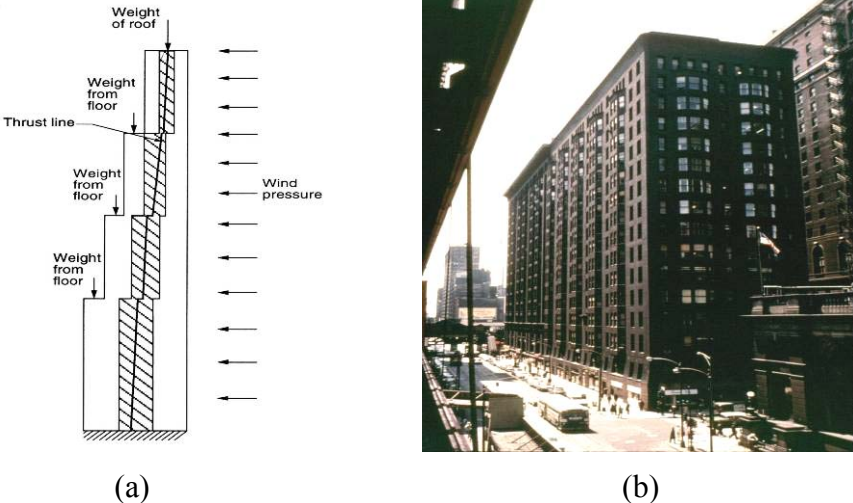 Weight
of roof
Weight
from
floor
Thrust line
Weight
from
floor
Wind
pressure
Weight
from
floor
(a)
(b)